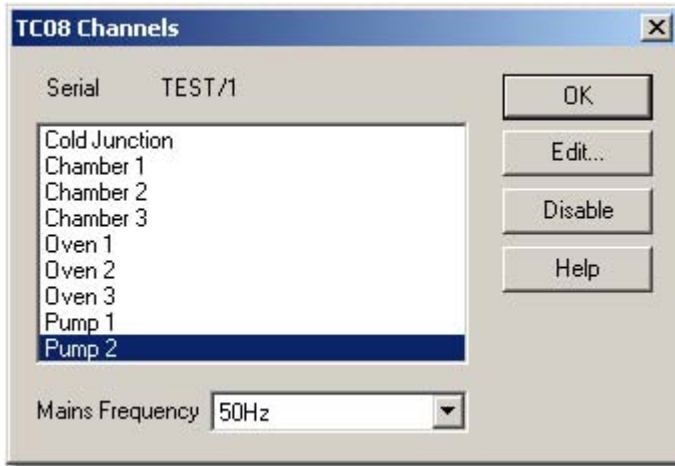 TC08 Channels
Serial TEST/1
OK
Cold Junction
Chamber 1
Chamber 2
Chamber 3
Oven 1
Oven 2
Oven 3
Pump 1
Pump 2
Edit...
Disable
Help
Mains Frequency 50Hz